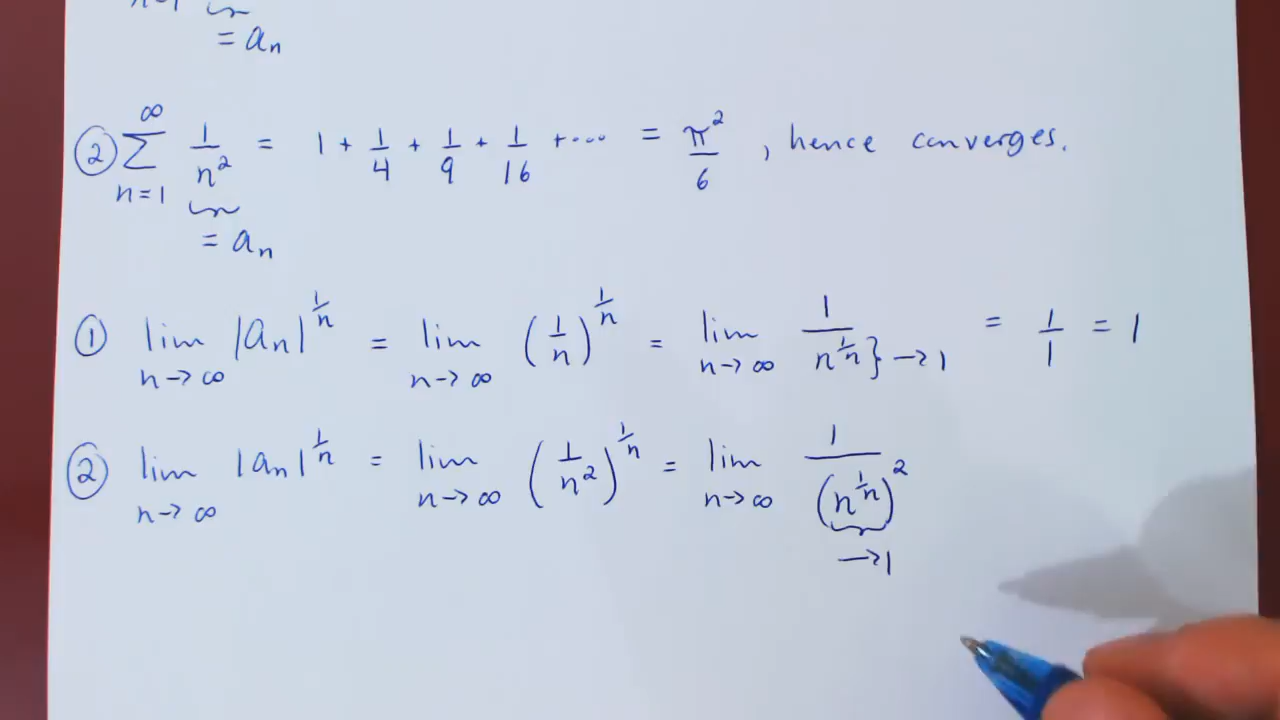 = aₙ
② ∑_{n=1}^{∞} 1/n² = 1 + 1/4 + 1/9 + 1/16 + ⋯ = π²/6 , hence converges.
= aₙ
① lim_{n→∞} |aₙ|^{1/n} = lim_{n→∞} (1/n)^{1/n} = lim_{n→∞} 1/n^{1/n} } →1 = 1/1 = 1
② lim_{n→∞} |aₙ|^{1/n} = lim_{n→∞} (1/n²)^{1/n} = lim_{n→∞} 1/(n^{1/n})²
→1